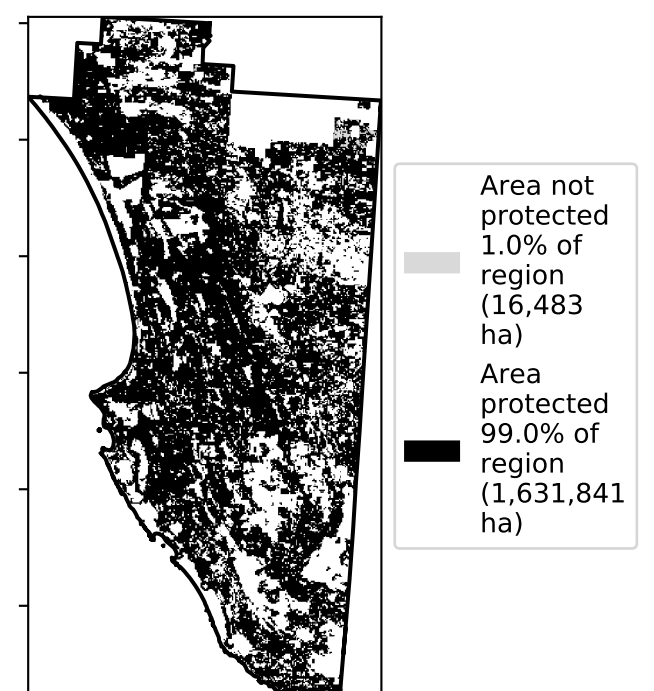 Area not
protected
1.0% of
region
(16,483
ha)
Area
protected
99.0% of
region
(1,631,841
ha)